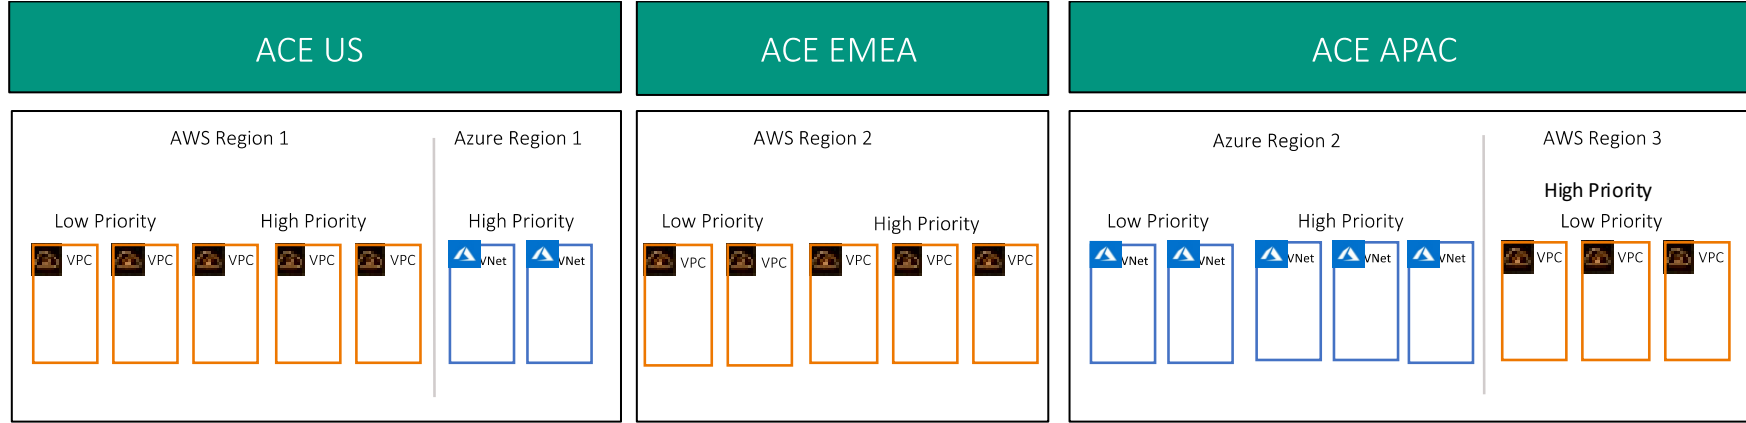 ACE US
AWS Region 1
Azure Region 1
Low Priority
High Priority
High Priority
VPC
VPC
VPC
VPC
VPC
VNet
VNet
ACE EMEA
AWS Region 2
Low Priority
High Priority
VPC
VPC
VPC
VPC
VPC
ACE APAC
Azure Region 2
AWS Region 3
High Priority
Low Priority
High Priority
Low Priority
VNet
VNet
VNet
VNet
VNet
VPC
VPC
VPC